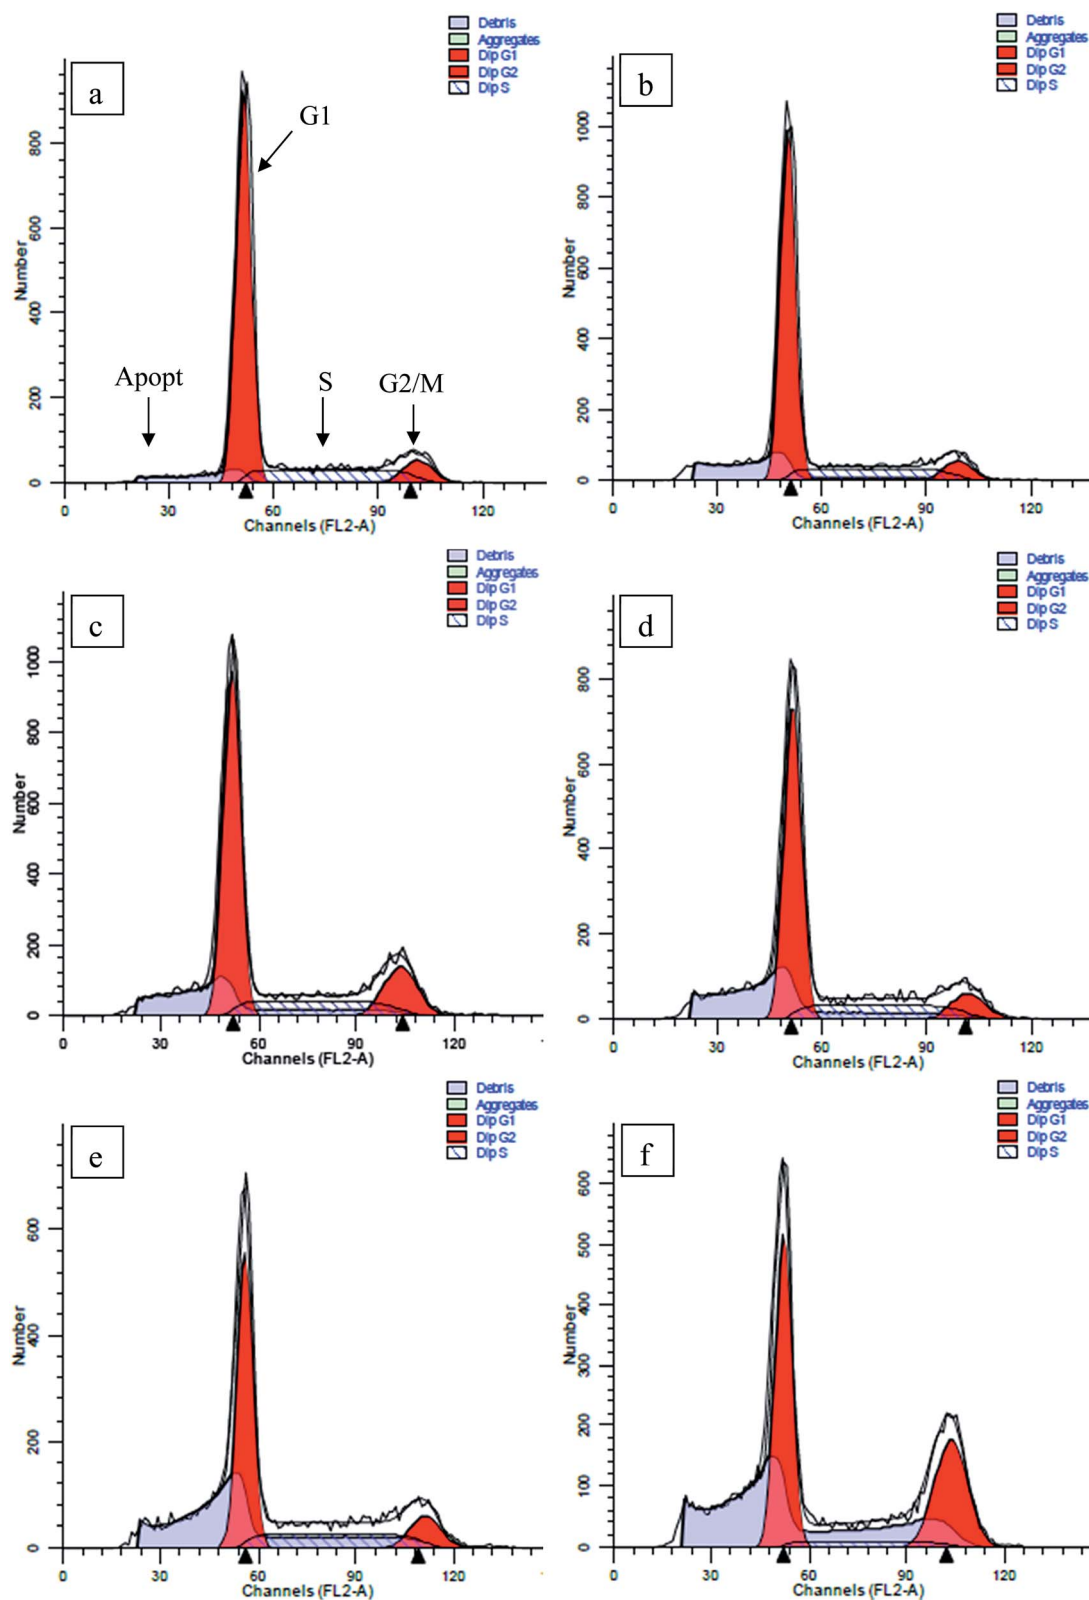 Debris
Aggregates
Dip G1
Dip G2
Dip S
a
G1
Apopt
S
G2/M
Number
0 200 400 600 800
0 30 60 90 120
Channels (FL2-A)
Debris
Aggregates
Dip G1
Dip G2
Dip S
b
Number
0 200 400 600 800 1000
0 30 60 90 120
Channels (FL2-A)
Debris
Aggregates
Dip G1
Dip G2
Dip S
c
Number
0 200 400 600 800 1000
0 30 60 90 120
Channels (FL2-A)
Debris
Aggregates
Dip G1
Dip G2
Dip S
d
Number
0 200 400 600 800
0 30 60 90 120
Channels (FL2-A)
Debris
Aggregates
Dip G1
Dip G2
Dip S
e
Number
0 200 400 600
0 30 60 90 120
Channels (FL2-A)
Debris
Aggregates
Dip G1
Dip G2
Dip S
f
Number
0 100 200 300 400 500 600
0 30 60 90 120
Channels (FL2-A)